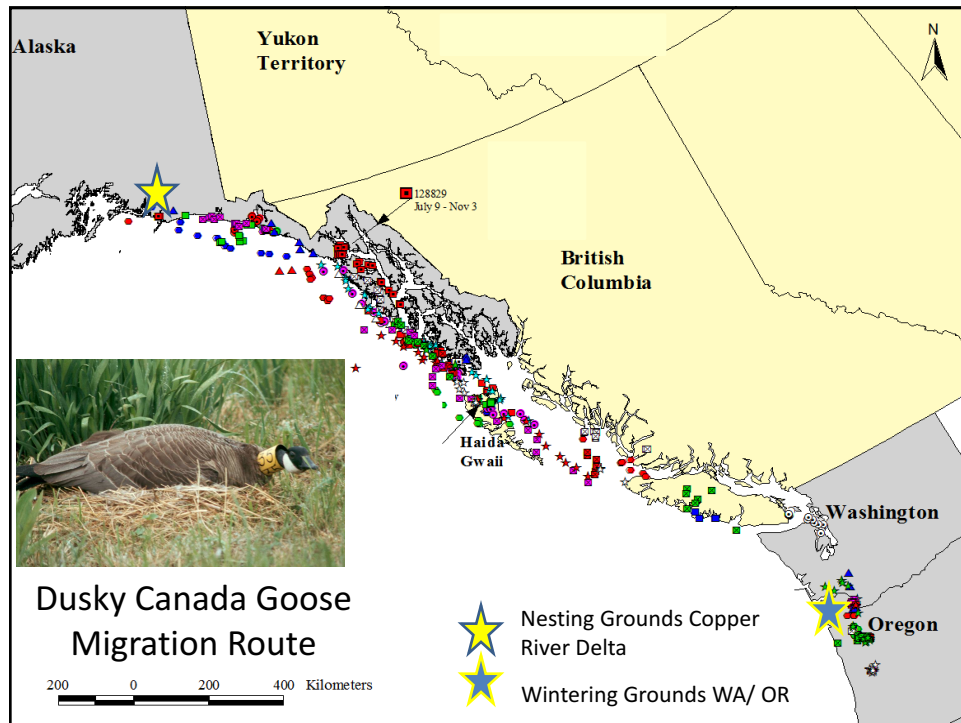 Alaska
Yukon
Territory
N
128829
July 9 - Nov 3
British
Columbia
Haida
Gwaii
Washington
Oregon
Dusky Canada Goose
Migration Route
200 0 200 400 Kilometers
Nesting Grounds Copper
River Delta
Wintering Grounds WA/ OR